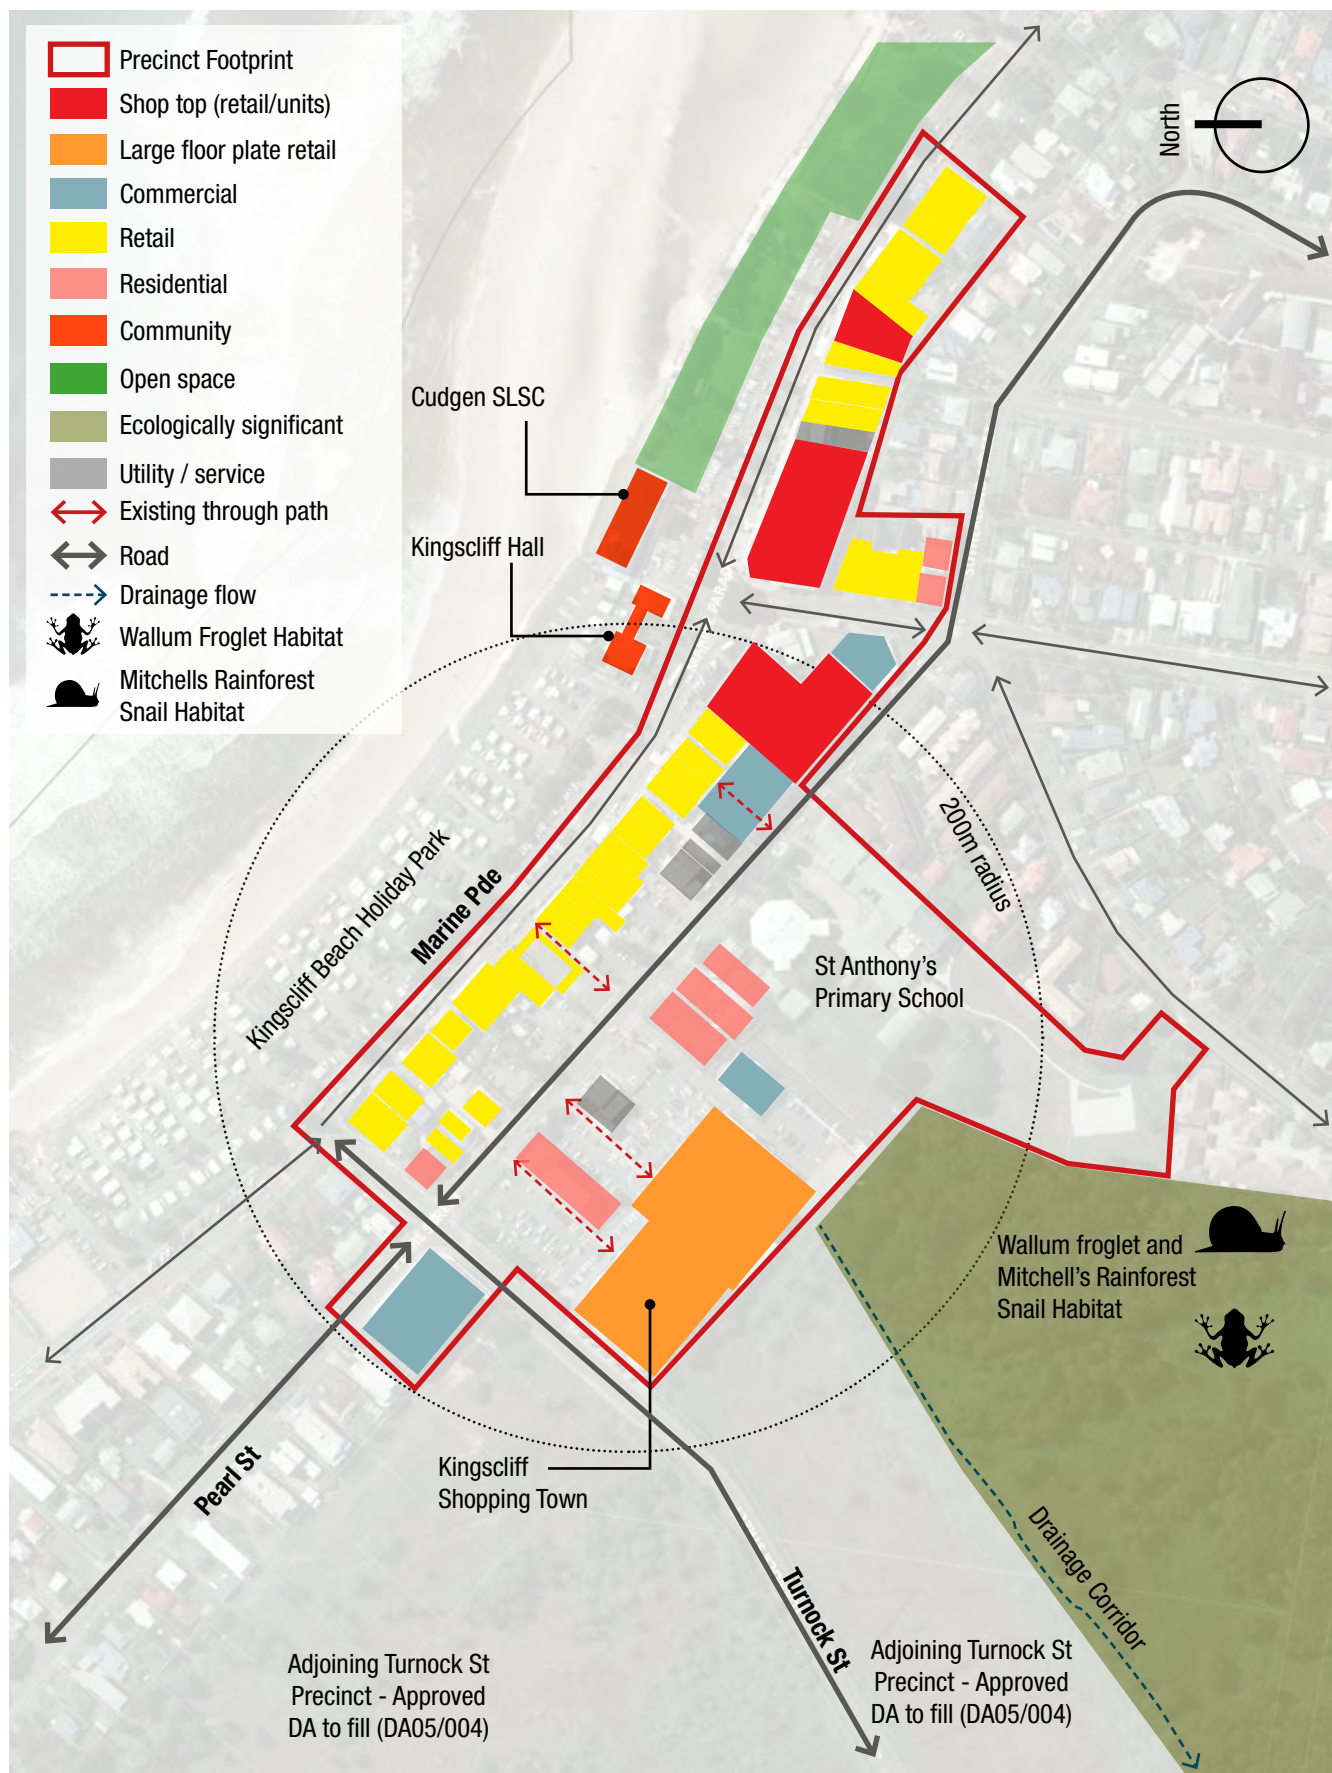 Precinct Footprint
Shop top (retail/units)
Large floor plate retail
Commercial
Retail
Residential
Community
Open space
Ecologically significant
Utility / service
Existing through path
Road
Drainage flow
Wallum Froglet Habitat
Mitchells Rainforest
Snail Habitat
North
Cudgen SLSC
Kingscliff Hall
Kingscliff Beach Holiday Park
Marine Pde
200m radius
St Anthony's
Primary School
Wallum froglet and
Mitchell's Rainforest
Snail Habitat
Kingscliff
Shopping Town
Pearl St
Turnock St
Drainage Corridor
Adjoining Turnock St
Precinct - Approved
DA to fill (DA05/004)
Adjoining Turnock St
Precinct - Approved
DA to fill (DA05/004)